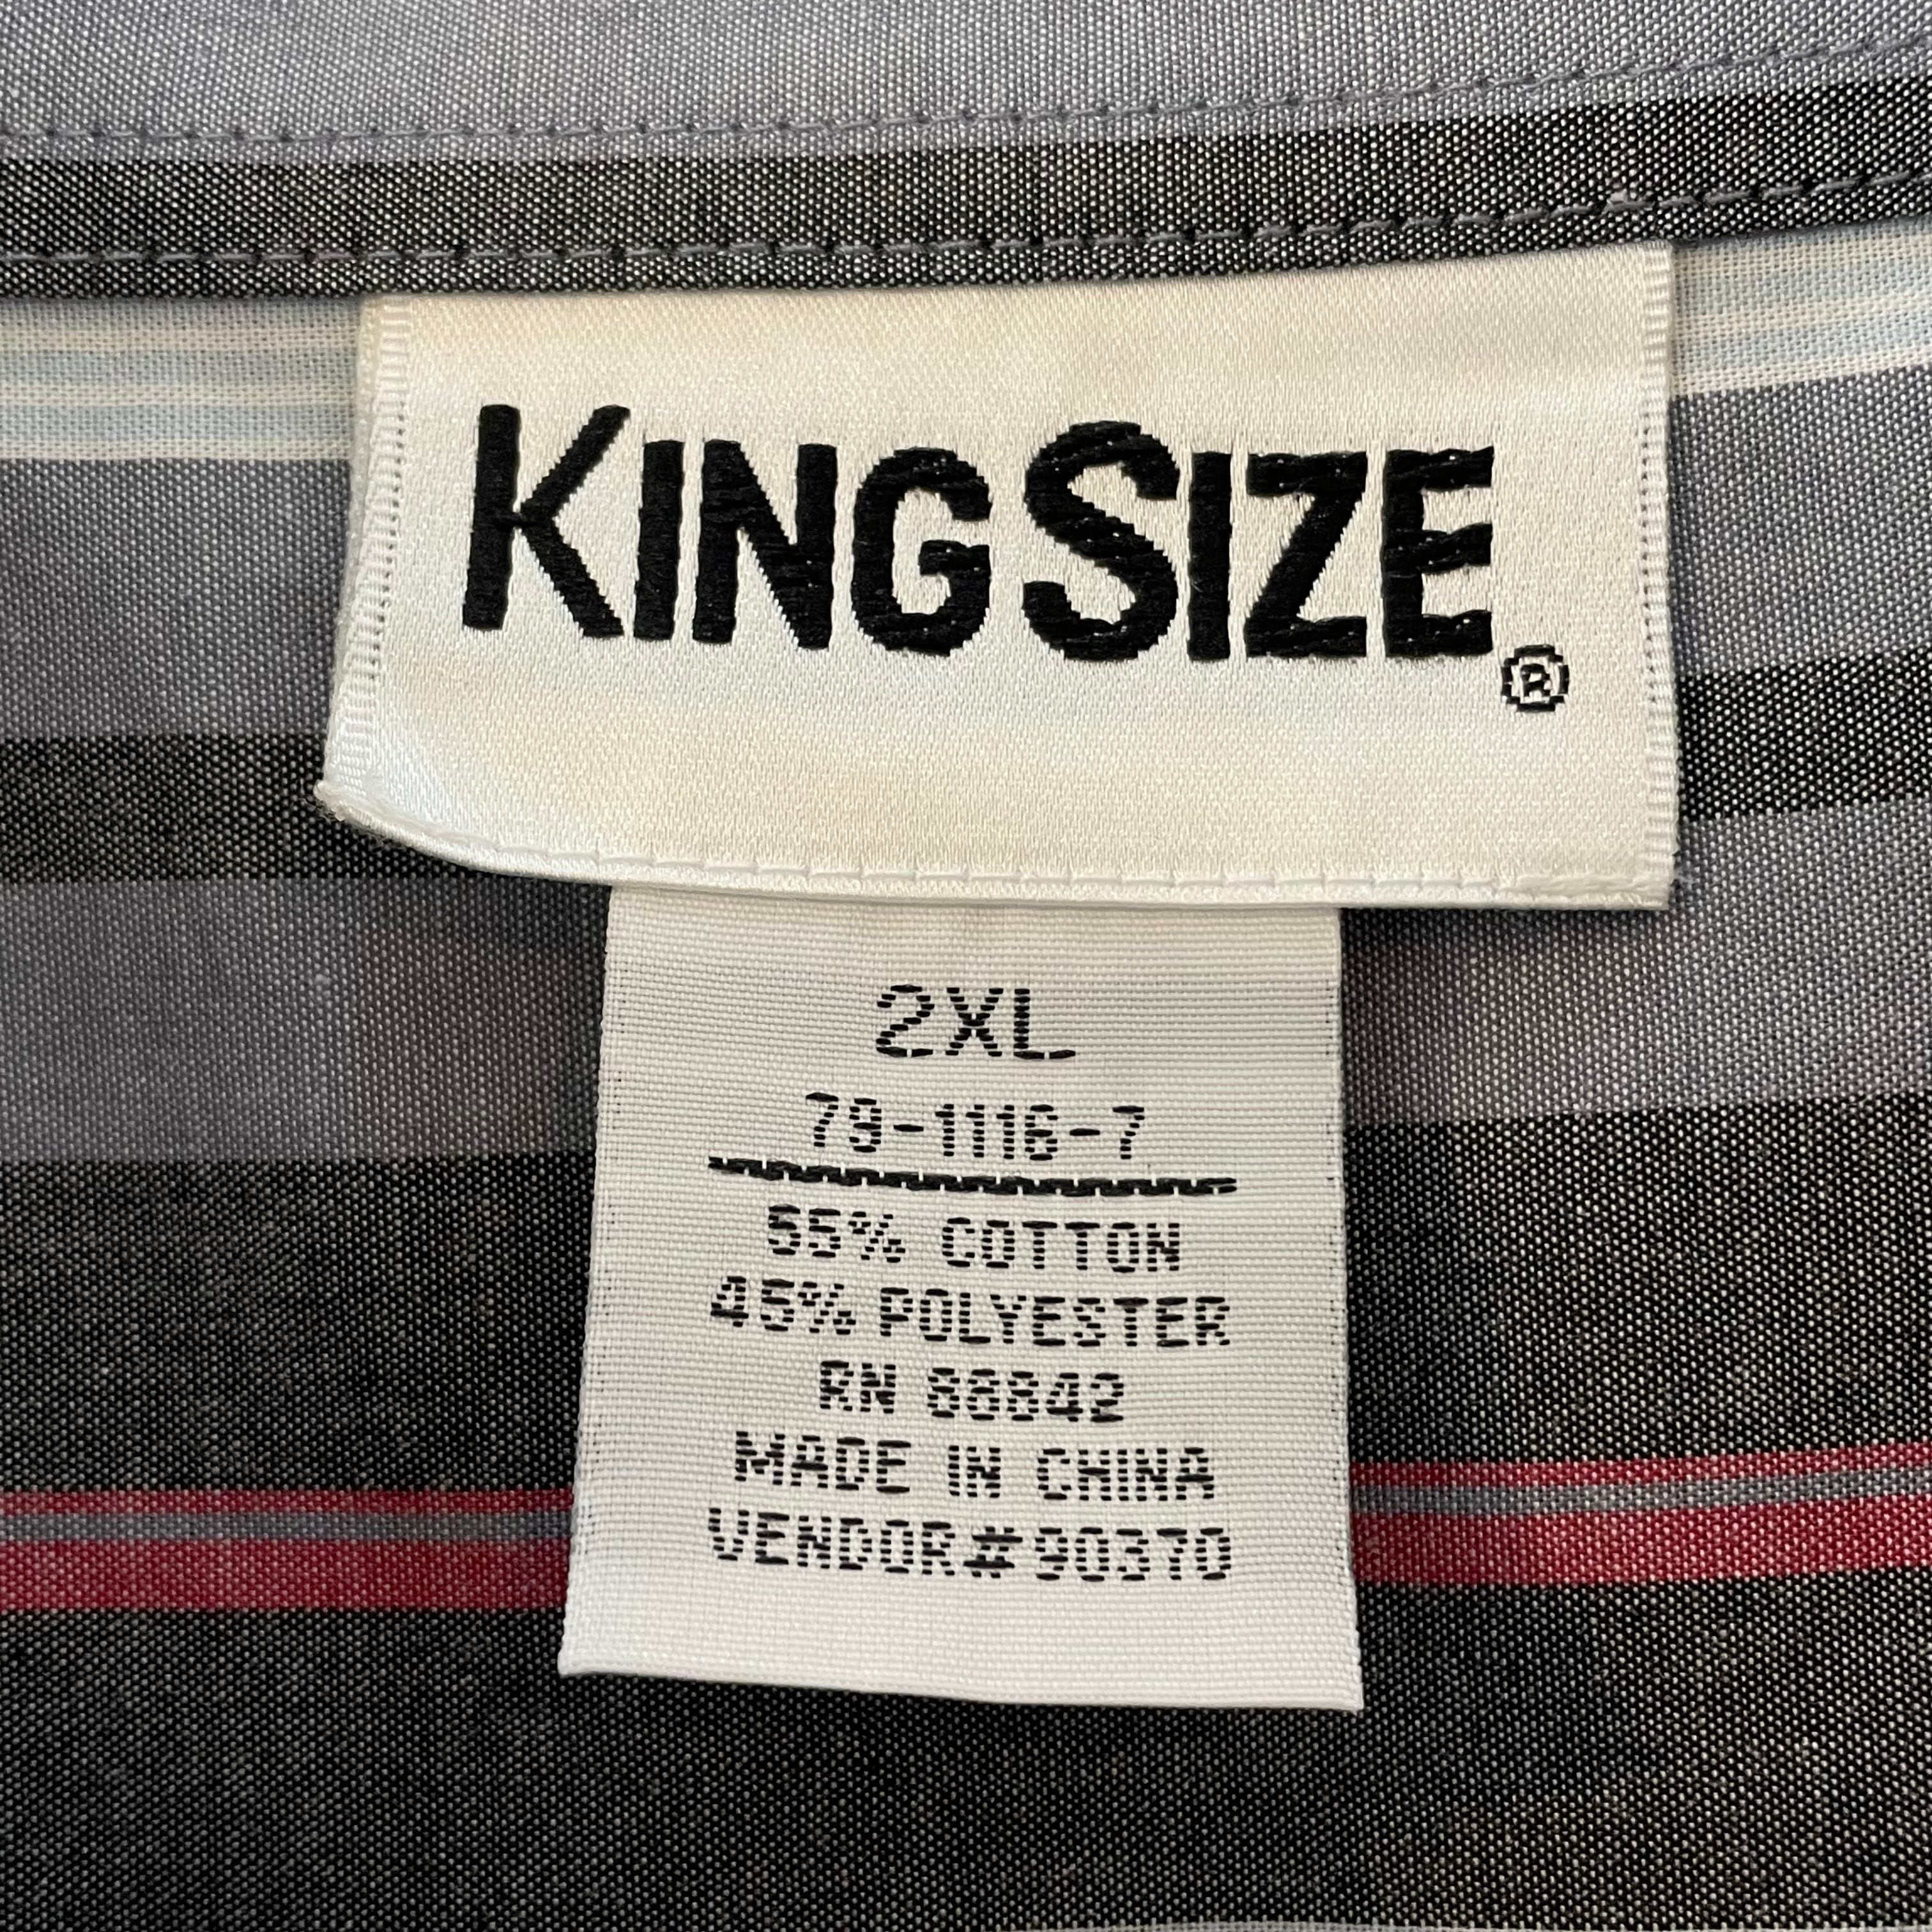 KINGSIZE®
2XL
79-1116-7
55% COTTON
45% POLYESTER
RN 88842
MADE IN CHINA
VENDOR#90370